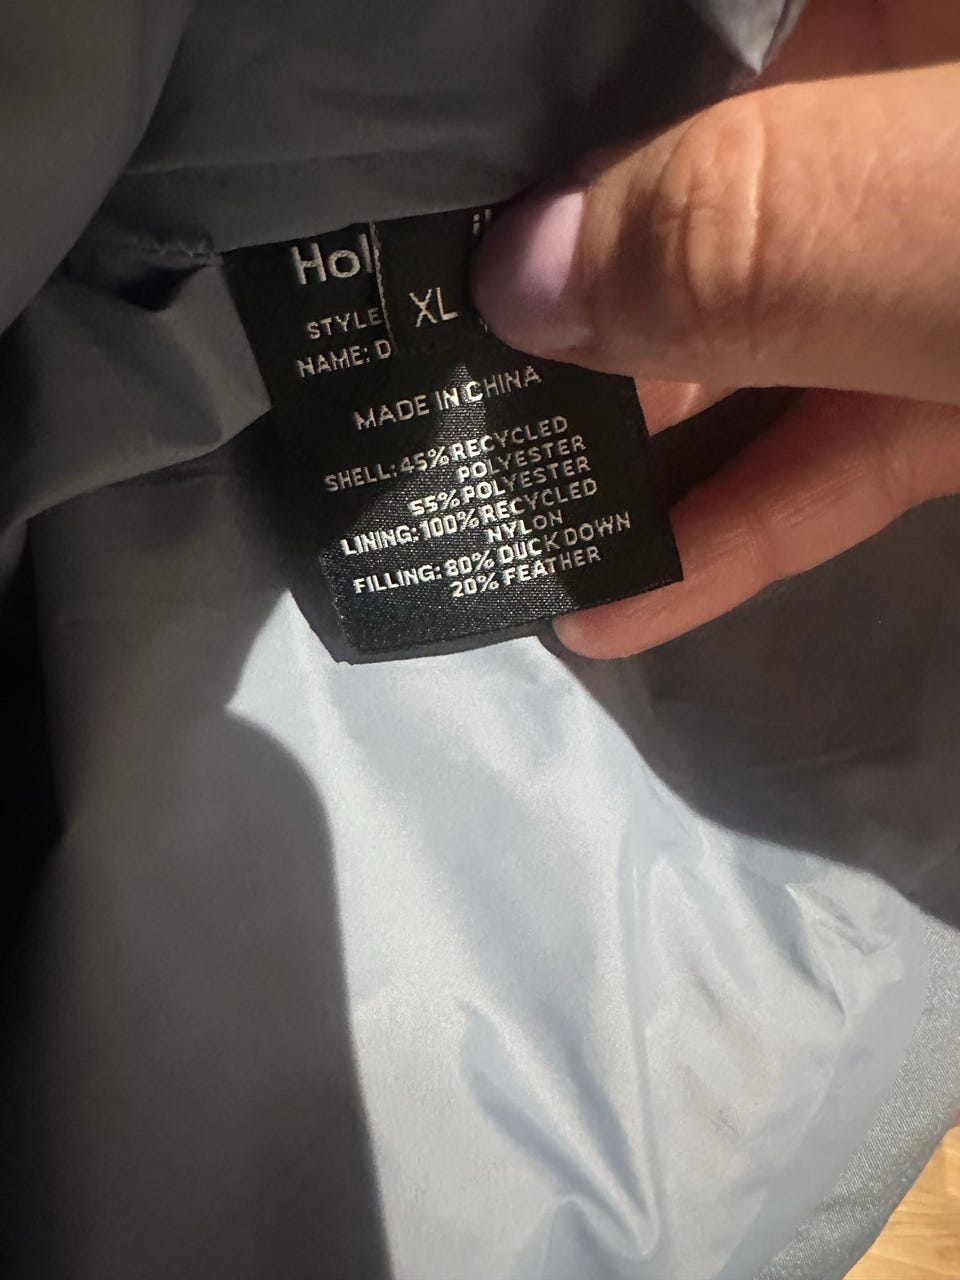 Hol
XL
STYLE
NAME: D
MADE IN CHINA
SHELL: 45% RECYCLED
POLYESTER
55% POLYESTER
LINING: 100% RECYCLED
NYLON
FILLING: 80% DUCK DOWN
20% FEATHER